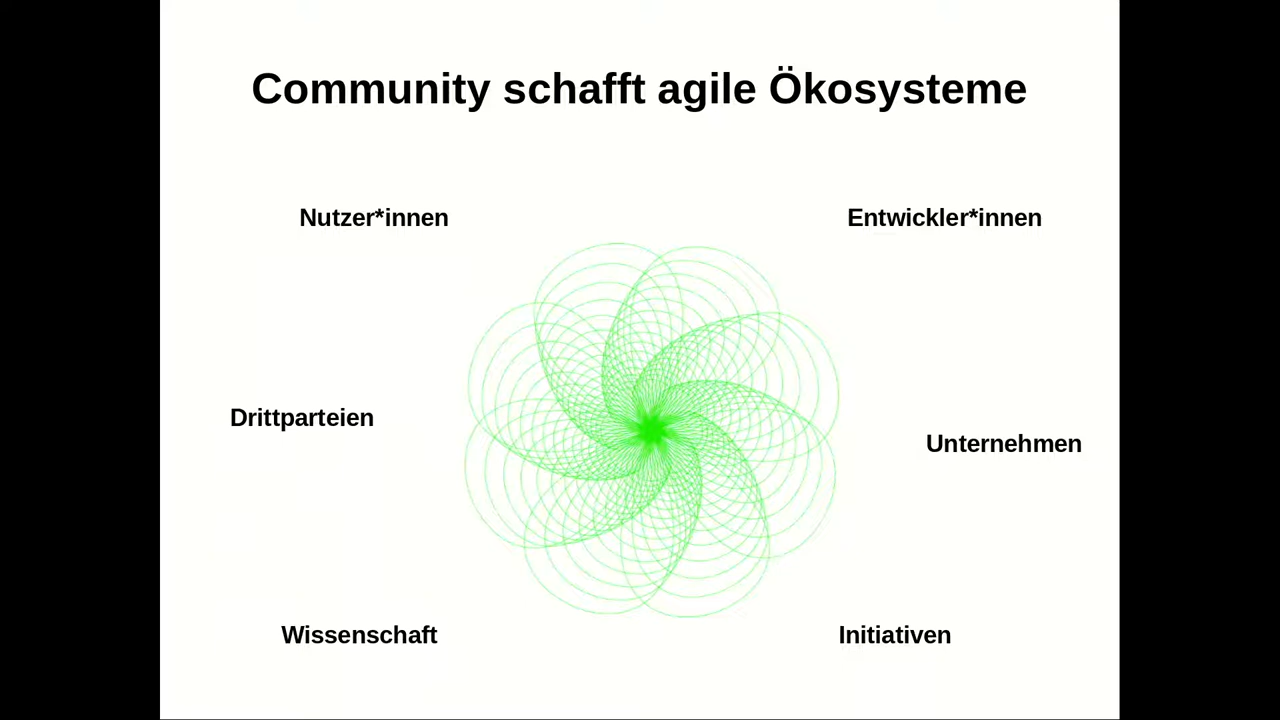 Community schafft agile Ökosysteme
Nutzer*innen
Entwickler*innen
Drittparteien
Unternehmen
Wissenschaft
Initiativen